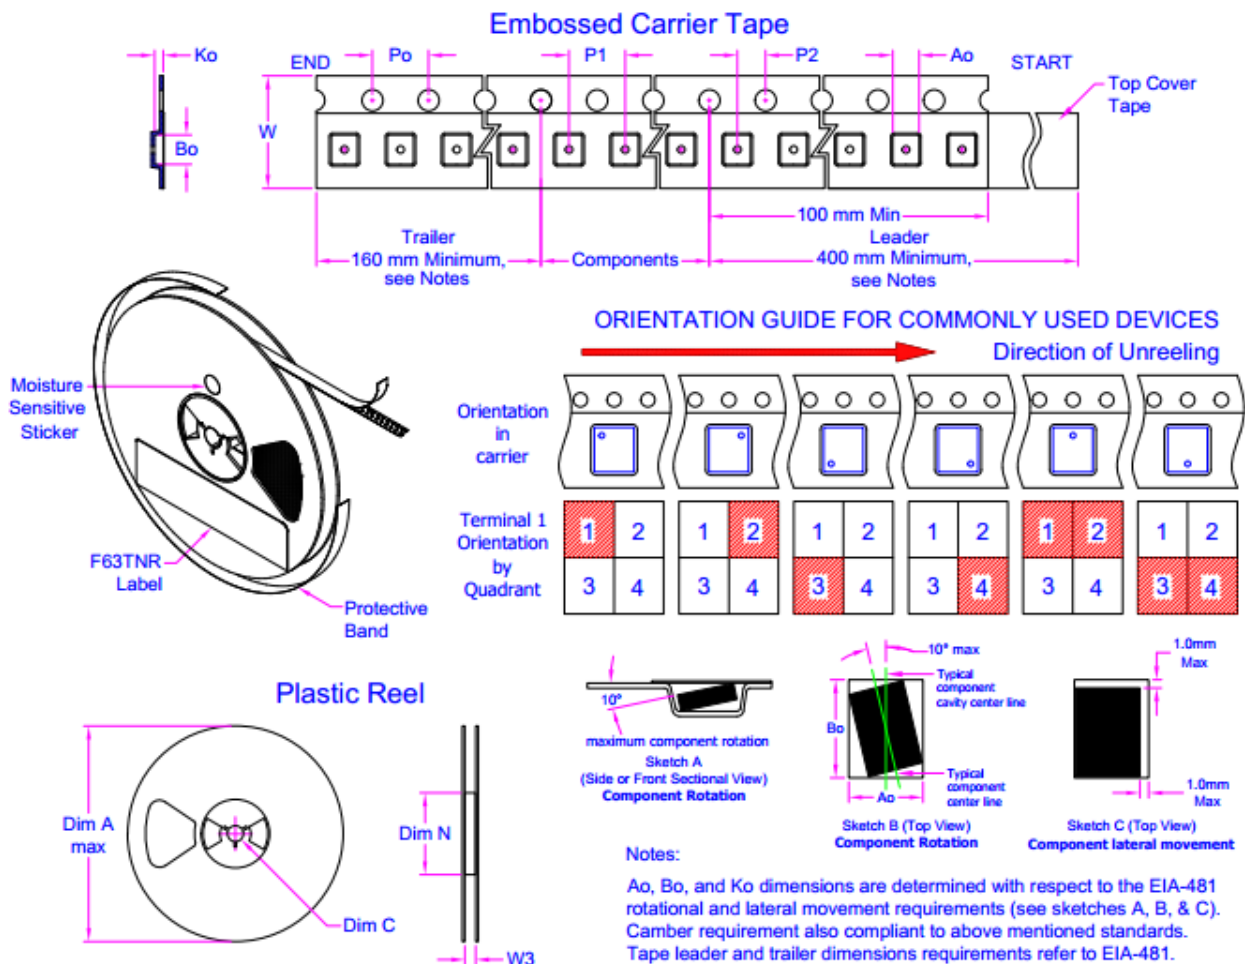 Embossed Carrier Tape
Ko
END
Po
P1
P2
Ao
START
Top Cover
Tape
W
Bo
100 mm Min
Trailer
160 mm Minimum,
see Notes
Components
Leader
400 mm Minimum,
see Notes
ORIENTATION GUIDE FOR COMMONLY USED DEVICES
Direction of Unreeling
Moisture
Sensitive
Sticker
Orientation
in
carrier
Terminal 1
Orientation
by
Quadrant
1 2 1 2 1 2 1 2 1 2 1 2
3 4 3 4 3 4 3 4 3 4 3 4
F63TNR
Label
Protective
Band
10°
maximum component rotation
Sketch A
(Side or Front Sectional View)
Component Rotation
10° max
Typical
component
cavity center line
Bo
Typical
component
center line
Ao
Sketch B (Top View)
Component Rotation
1.0mm
Max
1.0mm
Max
Sketch C (Top View)
Component lateral movement
Plastic Reel
Dim A
max
Dim N
Dim C
W3
Notes:
Ao, Bo, and Ko dimensions are determined with respect to the EIA-481
rotational and lateral movement requirements (see sketches A, B, & C).
Camber requirement also compliant to above mentioned standards.
Tape leader and trailer dimensions requirements refer to EIA-481.